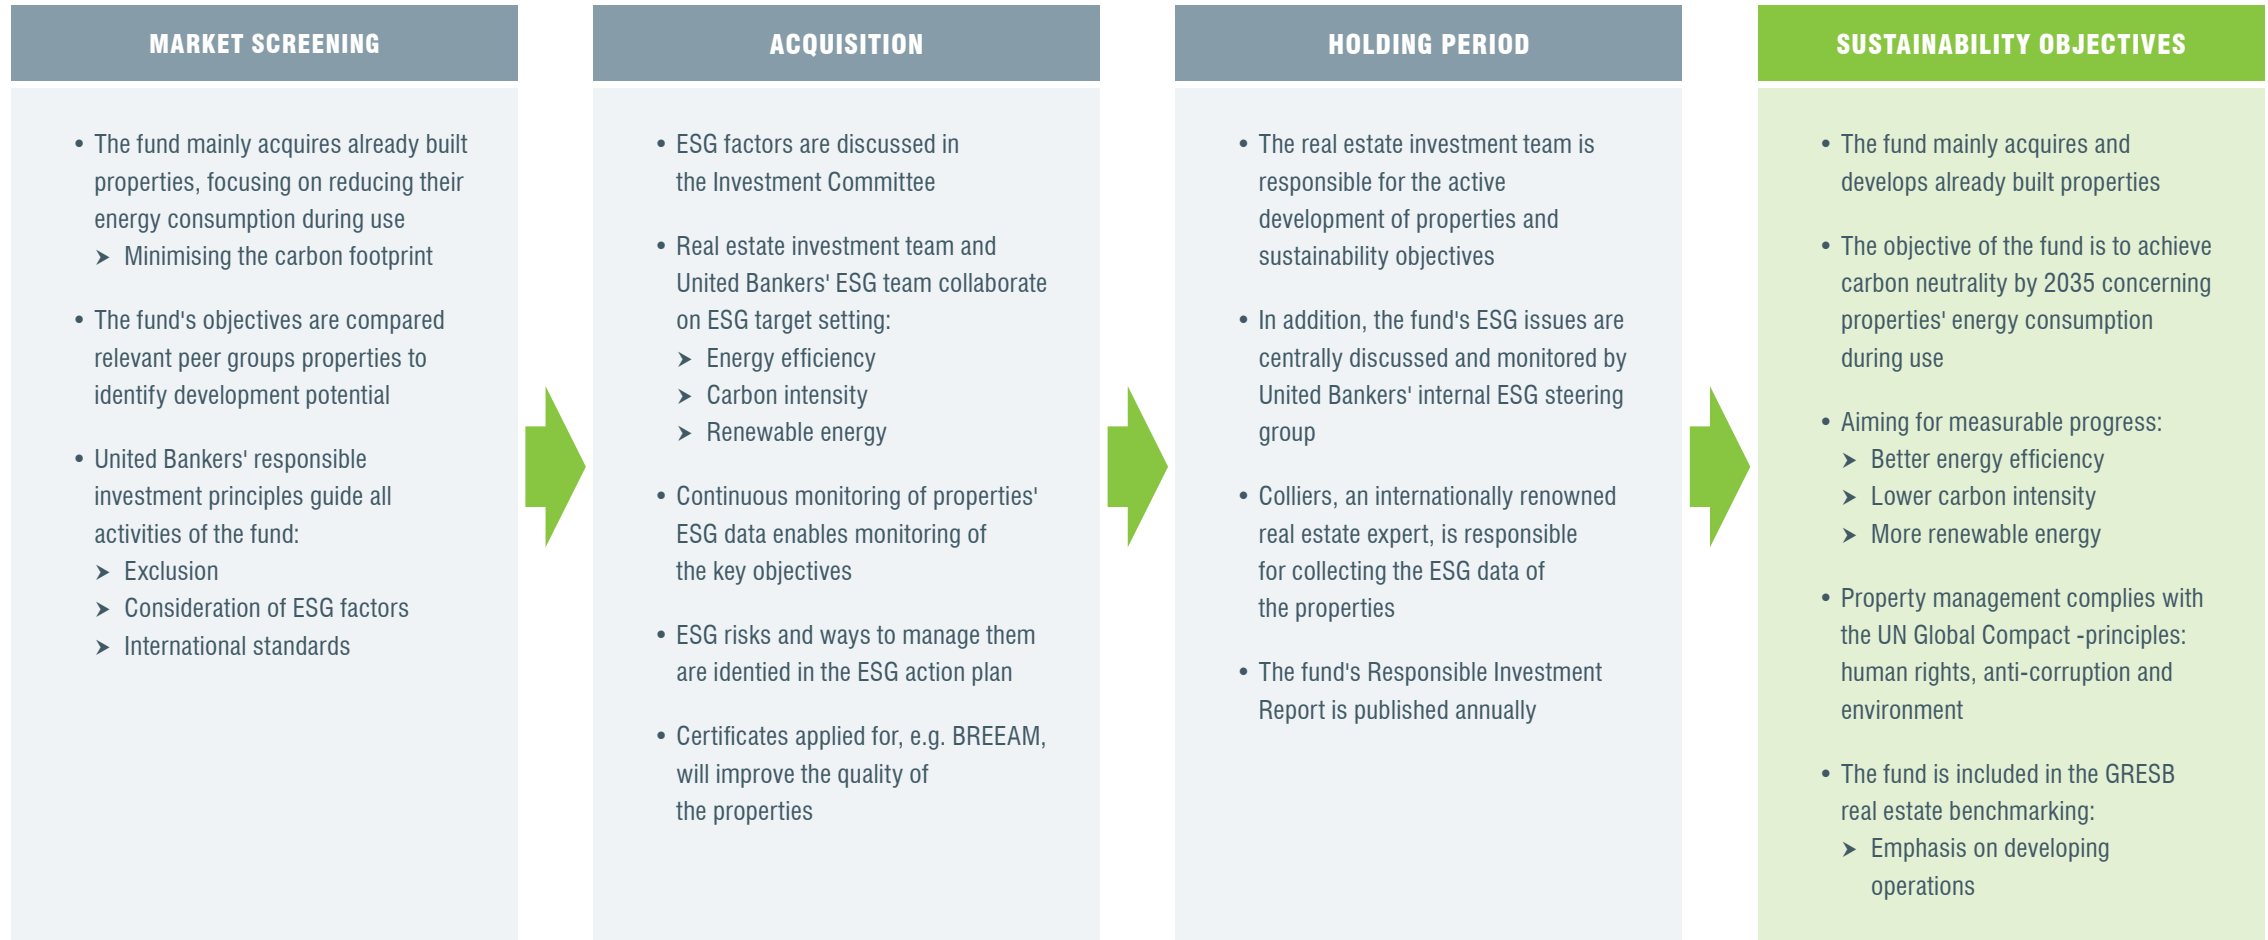 MARKET SCREENING
• The fund mainly acquires already built
properties, focusing on reducing their
energy consumption during use
➤ Minimising the carbon footprint
• The fund's objectives are compared
relevant peer groups properties to
identify development potential
• United Bankers' responsible
investment principles guide all
activities of the fund:
➤ Exclusion
➤ Consideration of ESG factors
➤ International standards
ACQUISITION
• ESG factors are discussed in
the Investment Committee
• Real estate investment team and
United Bankers' ESG team collaborate
on ESG target setting:
➤ Energy efficiency
➤ Carbon intensity
➤ Renewable energy
• Continuous monitoring of properties'
ESG data enables monitoring of
the key objectives
• ESG risks and ways to manage them
are identied in the ESG action plan
• Certificates applied for, e.g. BREEAM,
will improve the quality of
the properties
HOLDING PERIOD
• The real estate investment team is
responsible for the active
development of properties and
sustainability objectives
• In addition, the fund's ESG issues are
centrally discussed and monitored by
United Bankers' internal ESG steering
group
• Colliers, an internationally renowned
real estate expert, is responsible
for collecting the ESG data of
the properties
• The fund's Responsible Investment
Report is published annually
SUSTAINABILITY OBJECTIVES
• The fund mainly acquires and
develops already built properties
• The objective of the fund is to achieve
carbon neutrality by 2035 concerning
properties' energy consumption
during use
• Aiming for measurable progress:
➤ Better energy efficiency
➤ Lower carbon intensity
➤ More renewable energy
• Property management complies with
the UN Global Compact -principles:
human rights, anti-corruption and
environment
• The fund is included in the GRESB
real estate benchmarking:
➤ Emphasis on developing
operations